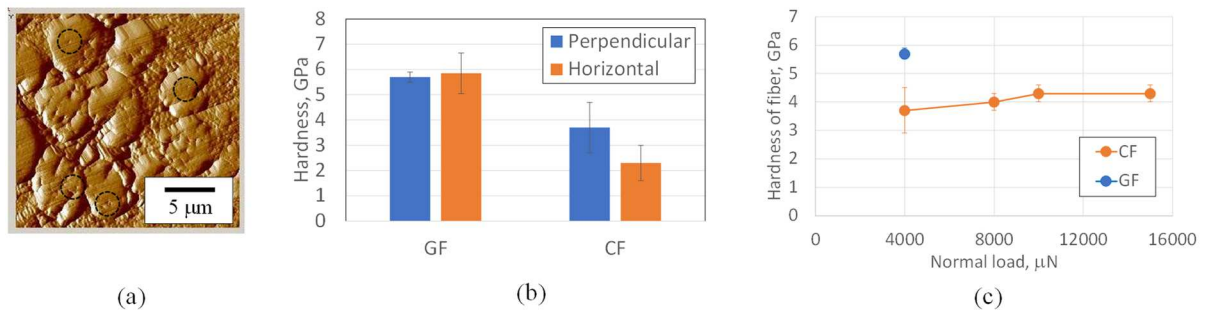 5 μm
(a)
Hardness, GPa
8
7
6
5
4
3
2
1
0
Perpendicular
Horizontal
GF
CF
(b)
Hardness of fiber, GPa
7
6
5
4
3
2
1
0
CF
GF
0
4000
8000
12000
16000
Normal load, μN
(c)